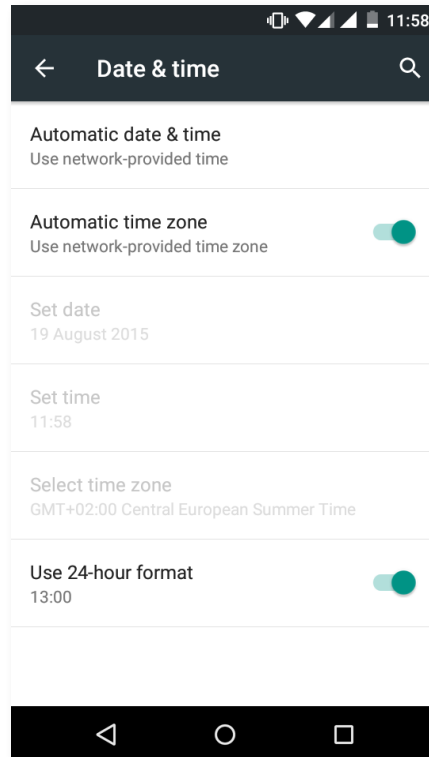 11:58
Date & time
Automatic date & time
Use network-provided time
Automatic time zone
Use network-provided time zone
Set date
19 August 2015
Set time
11:58
Select time zone
GMT+02:00 Central European Summer Time
Use 24-hour format
13:00